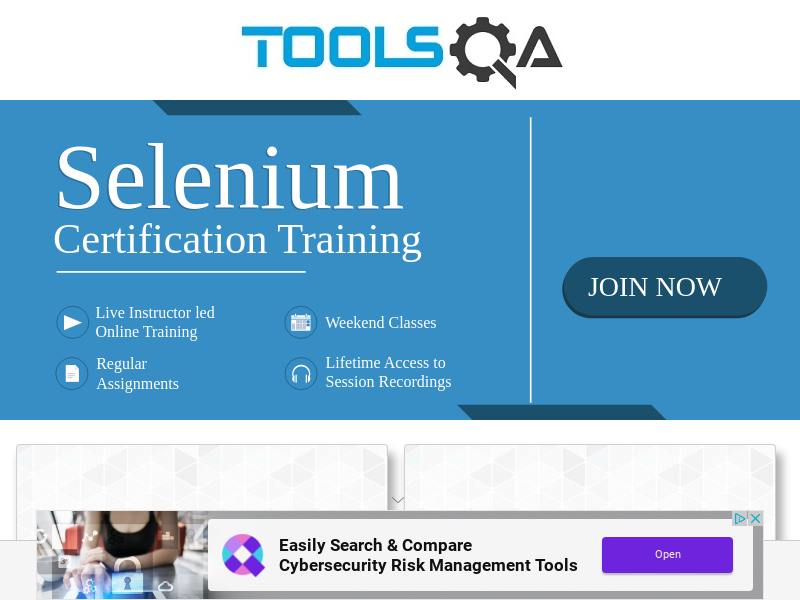 TOOLSQA
Selenium
Certification Training
Live Instructor led
Online Training
Weekend Classes
Regular
Assignments
Lifetime Access to
Session Recordings
JOIN NOW
Easily Search & Compare
Cybersecurity Risk Management Tools
Open